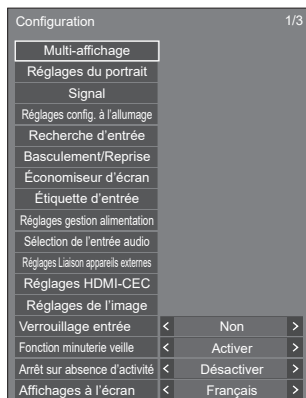 Configuration 1/3
Multi-affichage
Réglages du portrait
Signal
Réglages config. à l'allumage
Recherche d'entrée
Basculement/Reprise
Économiseur d'écran
Étiquette d'entrée
Réglages gestion alimentation
Sélection de l'entrée audio
Réglages Liaison appareils externes
Réglages HDMI-CEC
Réglages de l'image
Verrouillage entrée < Non >
Fonction minuterie veille < Activer >
Arrêt sur absence d'activité < Désactiver >
Affichages à l'écran < Français >